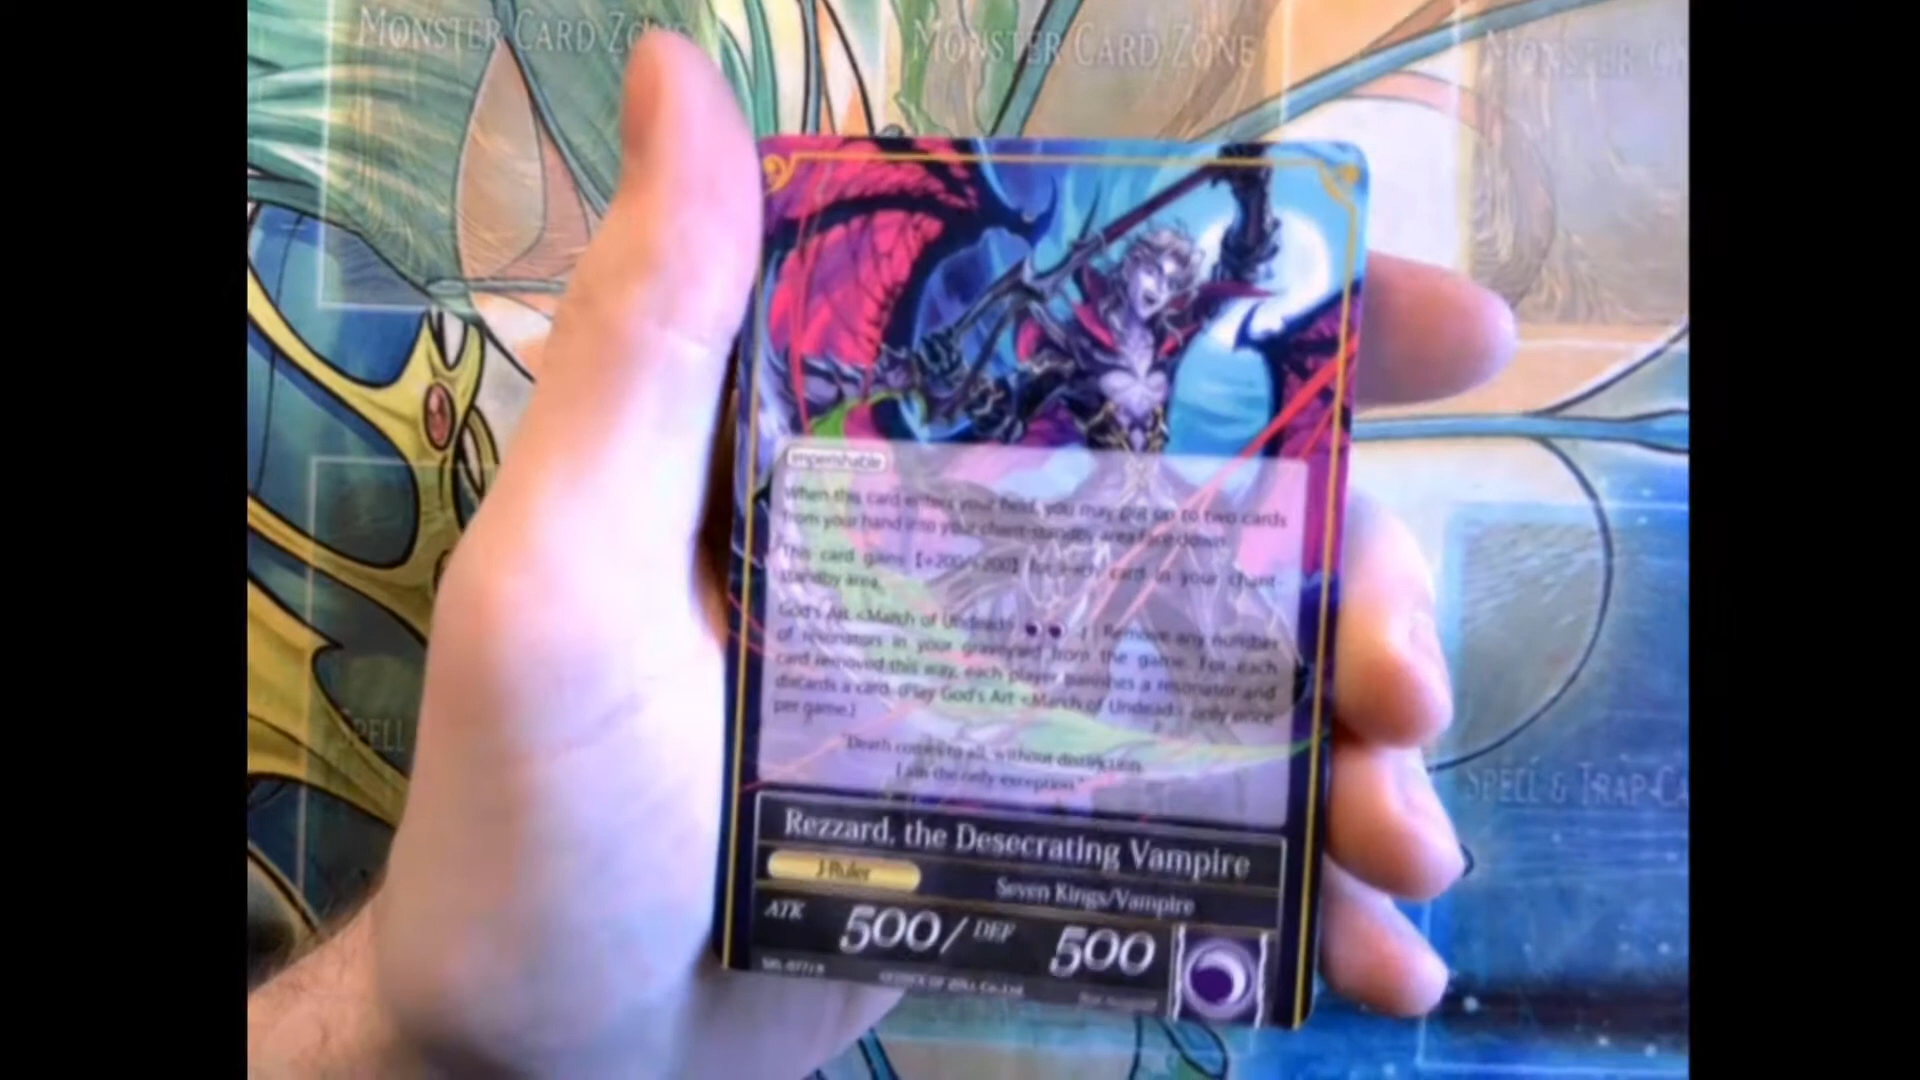 MONSTER CARD ZONE
MONSTER CARD ZONE
MONSTER
Imperishable
When this card enters your field, you may put up to two cards
from your hand into your chant-standby area face down.
This card gains [+200/+200] for each card in your chant-
standby area.
God's Art <March of Undead> : Remove any number
of resonators in your graveyard from the game. For each
card removed this way, each player banishes a resonator and
discards a card. (Play God's Art <March of Undead> only once
per game.)
"Death comes to all, without distinction.
I am the only exception."
Rezzard, the Desecrating Vampire
J-Ruler
Seven Kings/Vampire
ATK 500/ DEF 500
SPELL
SPELL & TRAP CA